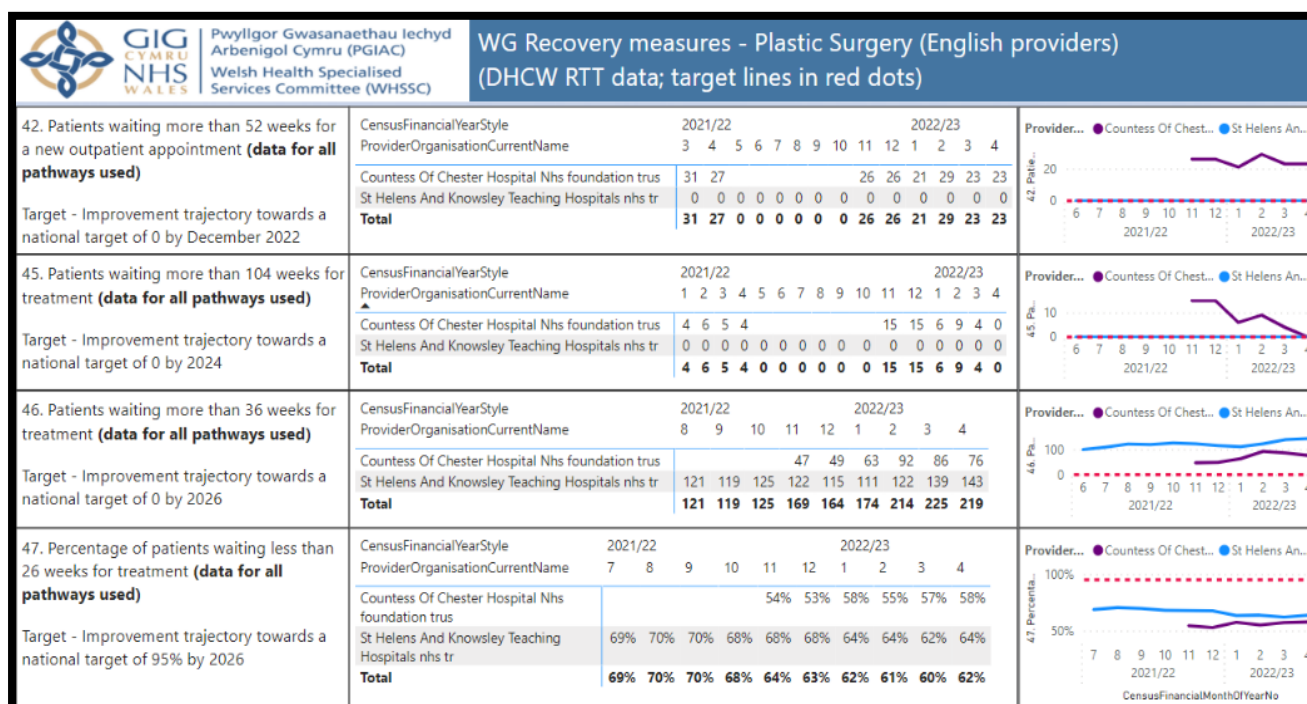 GIG
CYMRU
NHS
WALES
Pwyllgor Gwasanaethau Iechyd
Arbenigol Cymru (PGIAC)
Welsh Health Specialised
Services Committee (WHSSC)
WG Recovery measures - Plastic Surgery (English providers)
(DHCW RTT data; target lines in red dots)
42. Patients waiting more than 52 weeks for
a new outpatient appointment (data for all
pathways used)
Target - Improvement trajectory towards a
national target of 0 by December 2022
CensusFinancialYearStyle 2021/22 2022/23
ProviderOrganisationCurrentName 3 4 5 6 7 8 9 10 11 12 1 2 3 4
Countess Of Chester Hospital Nhs foundation trus 31 27 26 26 21 29 23 23
St Helens And Knowsley Teaching Hospitals nhs tr 0 0 0 0 0 0 0 0 0 0 0 0 0 0
Total 31 27 0 0 0 0 0 0 26 26 21 29 23 23
Provider... Countess Of Chest... St Helens An...
42. Patie...
20
0
6 7 8 9 10 11 12 1 2 3 4
2021/22 2022/23
45. Patients waiting more than 104 weeks for
treatment (data for all pathways used)
Target - Improvement trajectory towards a
national target of 0 by 2024
CensusFinancialYearStyle 2021/22 2022/23
ProviderOrganisationCurrentName 1 2 3 4 5 6 7 8 9 10 11 12 1 2 3 4
Countess Of Chester Hospital Nhs foundation trus 4 6 5 4 15 15 6 9 4 0
St Helens And Knowsley Teaching Hospitals nhs tr 0 0 0 0 0 0 0 0 0 0 0 0 0 0 0 0
Total 4 6 5 4 0 0 0 0 0 0 15 15 6 9 4 0
Provider... Countess Of Chest... St Helens An...
45. Pa...
10
0
6 7 8 9 10 11 12 1 2 3
2021/22 2022/23
46. Patients waiting more than 36 weeks for
treatment (data for all pathways used)
Target - Improvement trajectory towards a
national target of 0 by 2026
CensusFinancialYearStyle 2021/22 2022/23
ProviderOrganisationCurrentName 8 9 10 11 12 1 2 3 4
Countess Of Chester Hospital Nhs foundation trus 47 49 63 92 86 76
St Helens And Knowsley Teaching Hospitals nhs tr 121 119 125 122 115 111 122 139 143
Total 121 119 125 169 164 174 214 225 219
Provider... Countess Of Chest... St Helens An...
46. Pa...
100
0
6 7 8 9 10 11 12 1 2 3 4
2021/22 2022/23
47. Percentage of patients waiting less than
26 weeks for treatment (data for all
pathways used)
Target - Improvement trajectory towards a
national target of 95% by 2026
CensusFinancialYearStyle 2021/22 2022/23
ProviderOrganisationCurrentName 7 8 9 10 11 12 1 2 3 4
Countess Of Chester Hospital Nhs 54% 53% 58% 55% 57% 58%
foundation trus
St Helens And Knowsley Teaching 69% 70% 70% 68% 68% 68% 64% 64% 62% 64%
Hospitals nhs tr
Total 69% 70% 70% 68% 64% 63% 62% 61% 60% 62%
Provider... Countess Of Chest... St Helens An...
47. Percenta...
100%
50%
7 8 9 10 11 12 1 2 3 4
2021/22 2022/23
CensusFinancialMonthOfYearNo